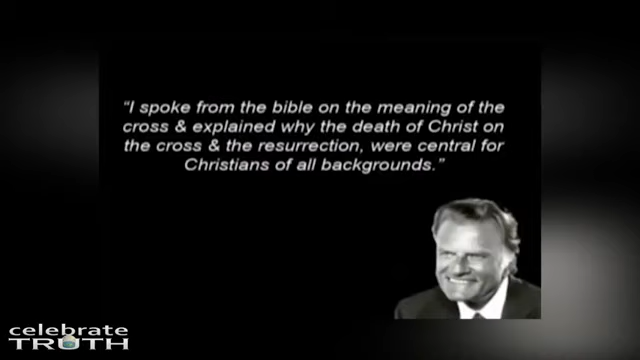 “I spoke from the bible on the meaning of the
cross & explained why the death of Christ on
the cross & the resurrection, were central for
Christians of all backgrounds.”
celebrate
TRUTH